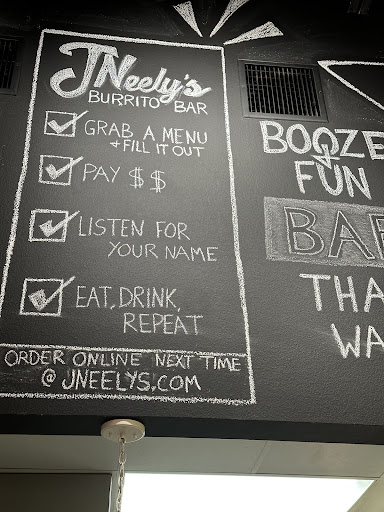 JNeely's
BURRITO BAR
GRAB A MENU
+ FILL IT OUT
PAY $ $
LISTEN FOR
YOUR NAME
EAT, DRINK,
REPEAT
ORDER ONLINE NEXT TIME
@ JNEELYS.COM
BOOZE
FUN
THA
WA